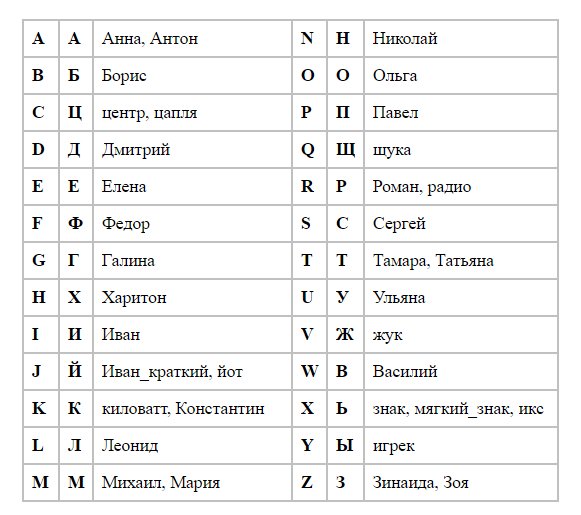 A А Анна, Антон N Н Николай
B Б Борис O О Ольга
C Ц центр, цапля P П Павел
D Д Дмитрий Q Щ щука
E Е Елена R Р Роман, радио
F Ф Федор S С Сергей
G Г Галина T Т Тамара, Татьяна
H Х Харитон U У Ульяна
I И Иван V Ж жук
J Й Иван_краткий, йот W В Василий
K К киловатт, Константин X Ь знак, мягкий_знак, икс
L Л Леонид Y Ы игрек
M М Михаил, Мария Z З Зинаида, Зоя